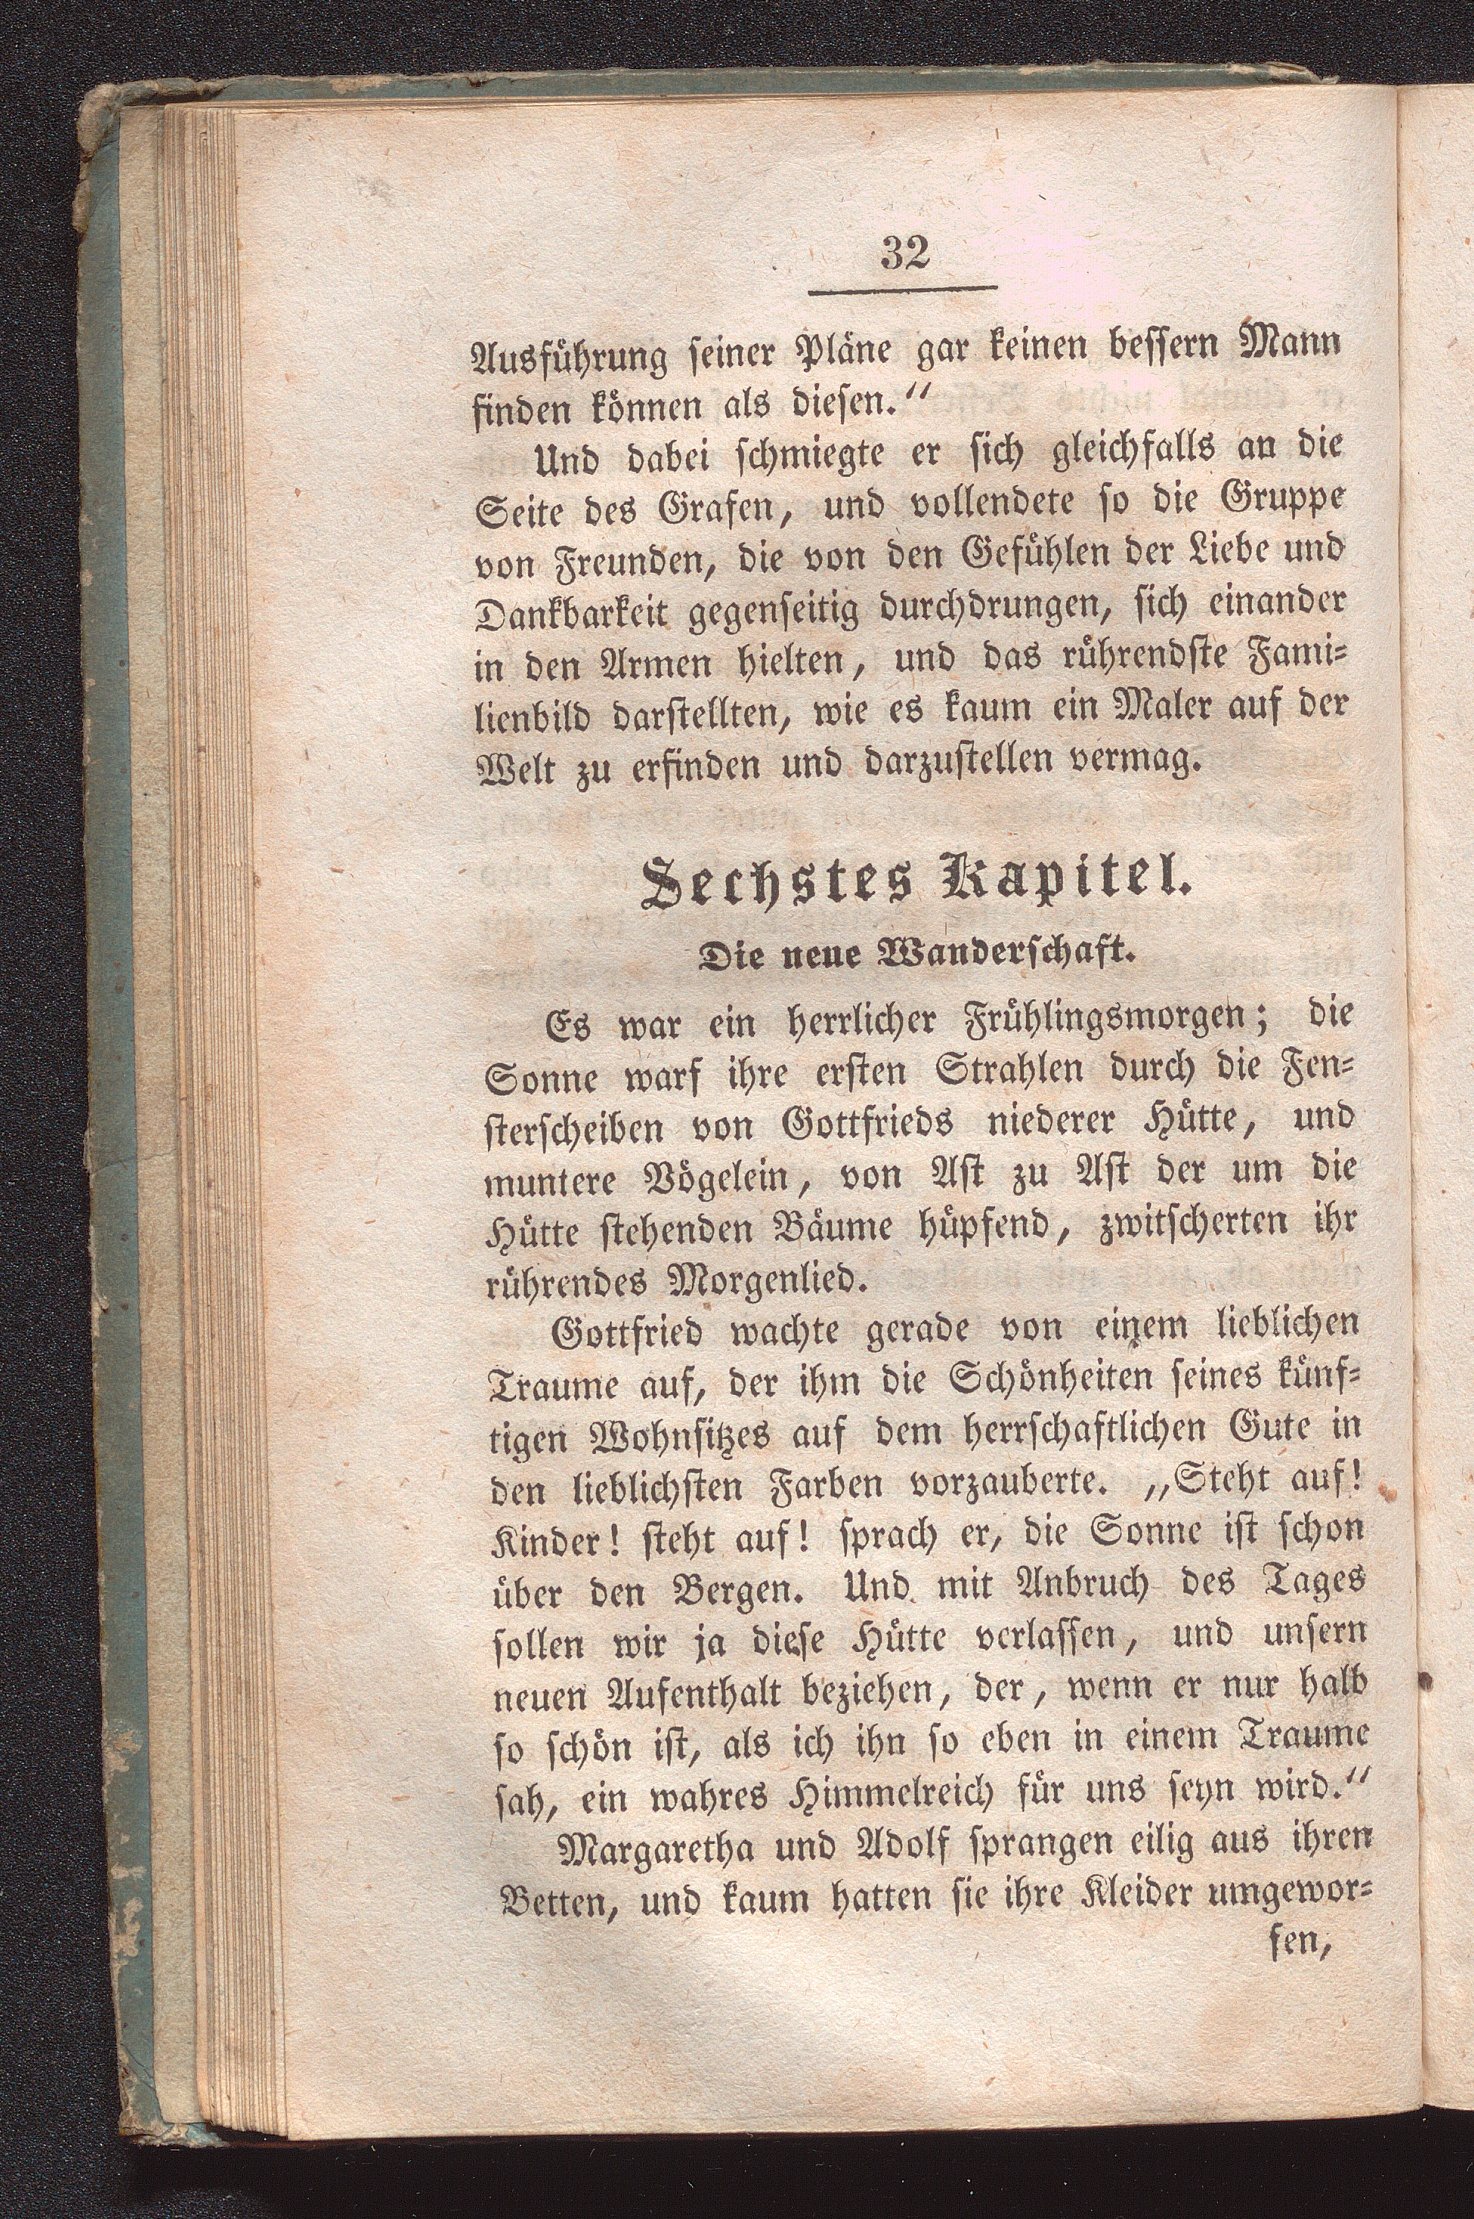 32
Ausführung seiner Pläne gar keinen bessern Mann
finden können als diesen.“
Und dabei schmiegte er sich gleichfalls an die
Seite des Grafen, und vollendete so die Gruppe
von Freunden, die von den Gefühlen der Liebe und
Dankbarkeit gegenseitig durchdrungen, sich einander
in den Armen hielten, und das rührendste Fami-
lienbild darstellten, wie es kaum ein Maler auf der
Welt zu erfinden und darzustellen vermag.
Sechstes Kapitel.
Die neue Wanderschaft.
Es war ein herrlicher Frühlingsmorgen; die
Sonne warf ihre ersten Strahlen durch die Fen-
sterscheiben von Gottfrieds niederer Hütte, und
muntere Vögelein, von Ast zu Ast der um die
Hütte stehenden Bäume hüpfend, zwitscherten ihr
rührendes Morgenlied.
Gottfried wachte gerade von einem lieblichen
Traume auf, der ihm die Schönheiten seines künf-
tigen Wohnsitzes auf dem herrschaftlichen Gute in
den lieblichsten Farben vorzauberte. „Steht auf!
Kinder! steht auf! sprach er, die Sonne ist schon
über den Bergen. Und mit Anbruch des Tages
sollen wir ja diese Hütte verlassen, und unsern
neuen Aufenthalt beziehen, der, wenn er nur halb
so schön ist, als ich ihn so eben in einem Traume
sah, ein wahres Himmelreich für uns seyn wird.“
Margaretha und Adolf sprangen eilig aus ihren
Betten, und kaum hatten sie ihre Kleider umgewor-
fen,